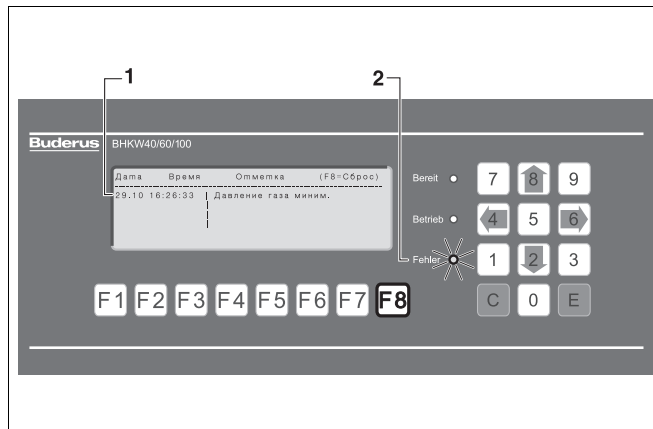 1
2
Buderus BHKW40/60/100
Дата Время Отметка (F8=Сброс)
29.10 16:26:33 Давление газа миним.
Bereit
Betrieb
Fehler
7 8 9
4 5 6
1 2 3
C 0 E
F1 F2 F3 F4 F5 F6 F7 F8